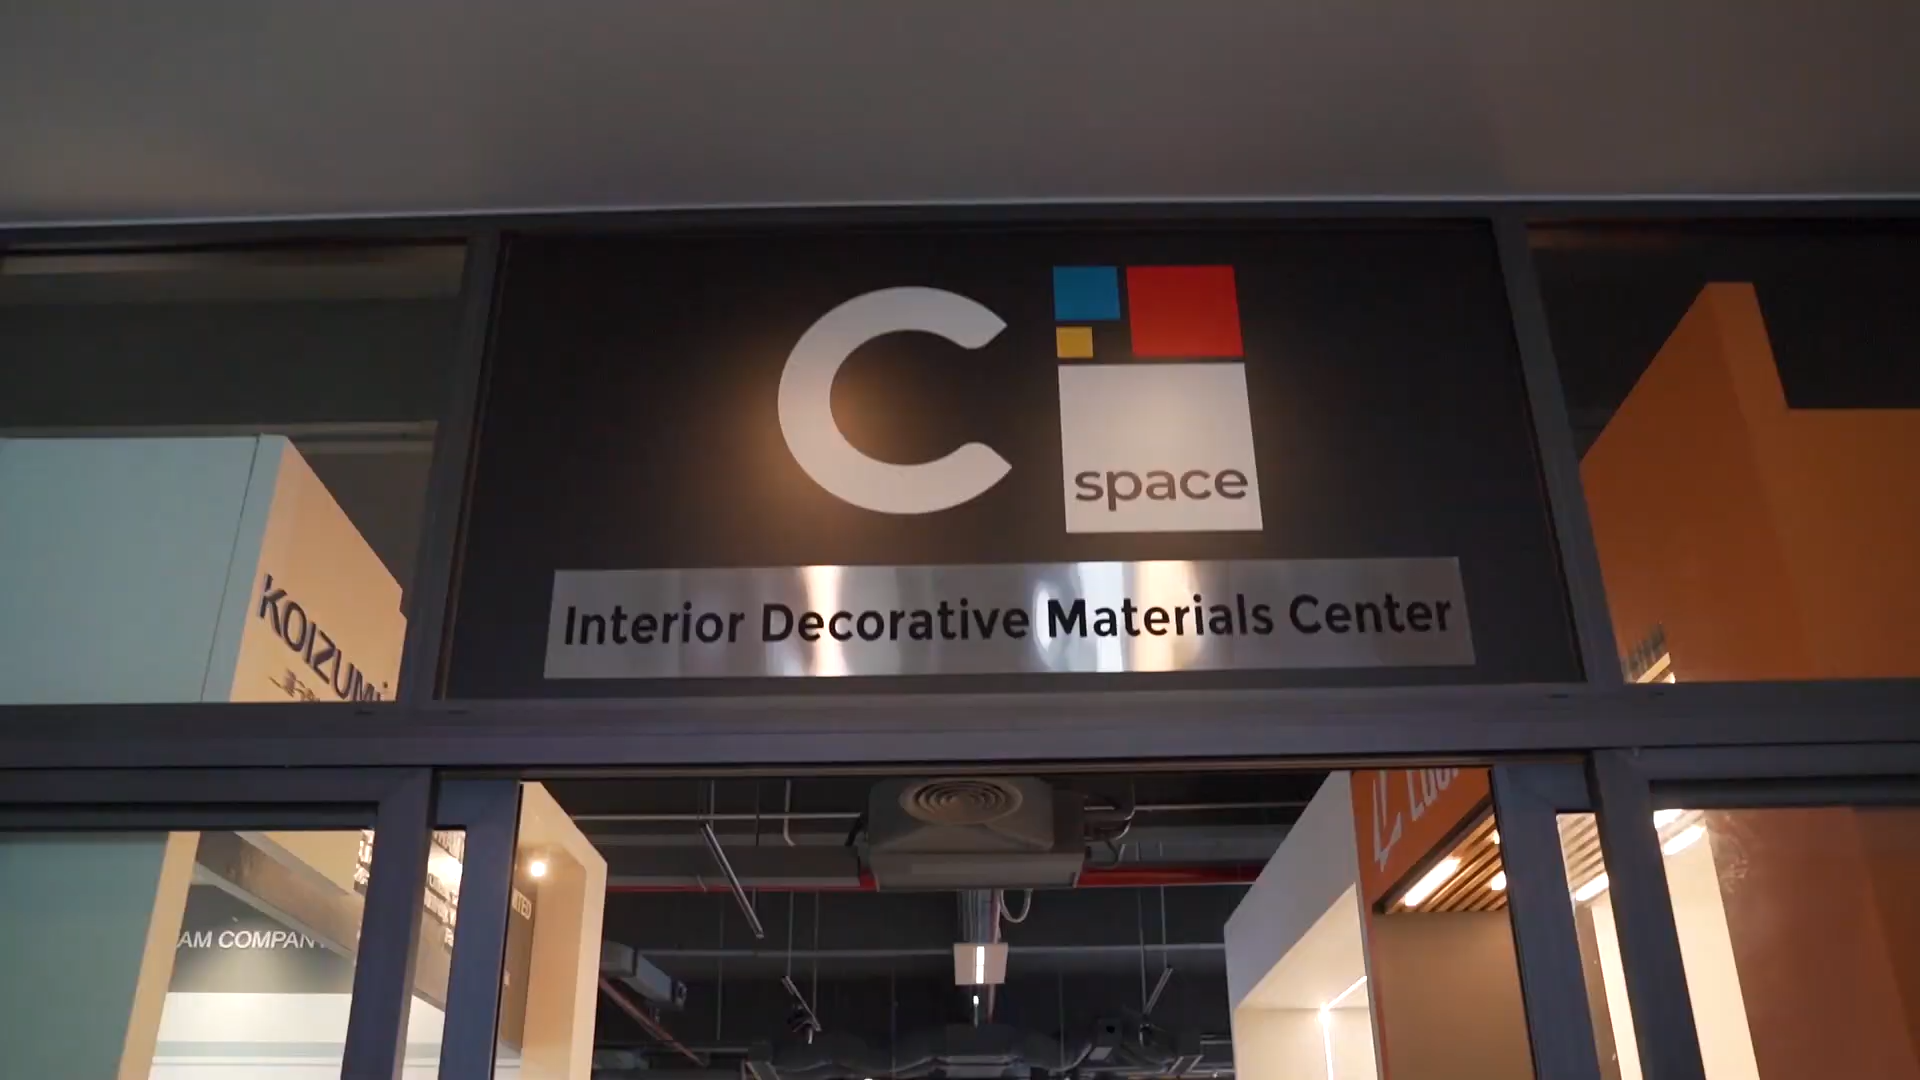 C
space
Interior Decorative Materials Center
KOIZUMI
AM COMPAN